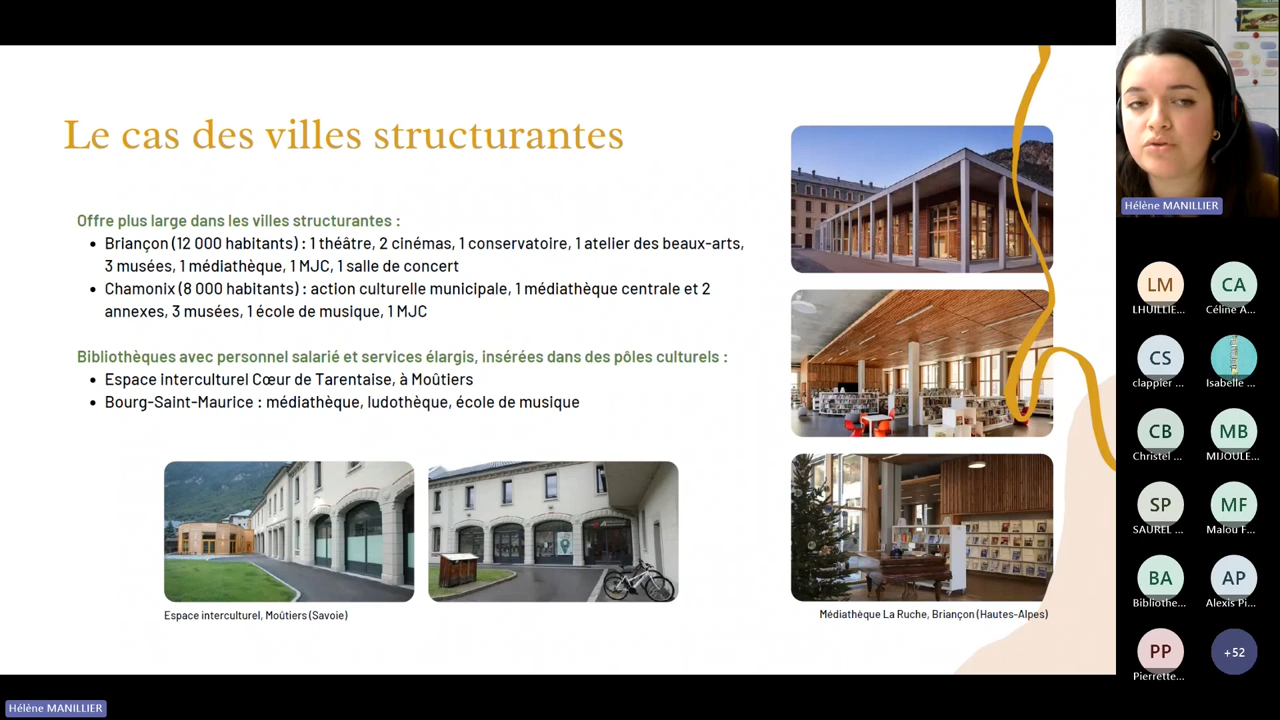 Le cas des villes structurantes
Offre plus large dans les villes structurantes :
• Briançon (12 000 habitants) : 1 théâtre, 2 cinémas, 1 conservatoire, 1 atelier des beaux-arts,
3 musées, 1 médiathèque, 1 MJC, 1 salle de concert
• Chamonix (8 000 habitants) : action culturelle municipale, 1 médiathèque centrale et 2
annexes, 3 musées, 1 école de musique, 1 MJC
Bibliothèques avec personnel salarié et services élargis, insérées dans des pôles culturels :
• Espace interculturel Cœur de Tarentaise, à Moûtiers
• Bourg-Saint-Maurice : médiathèque, ludothèque, école de musique
Espace interculturel, Moûtiers (Savoie)
Médiathèque La Ruche, Briançon (Hautes-Alpes)
Hélène MANILLIER
LM
LHUILLIE...
CA
Céline A...
CS
clappier ...
Isabelle ...
CB
Christel ...
MB
MIJOULE...
SP
SAUREL ...
MF
Malou F...
BA
Bibliothe...
AP
Alexis Pi...
PP
Pierrette...
+52
Hélène MANILLIER